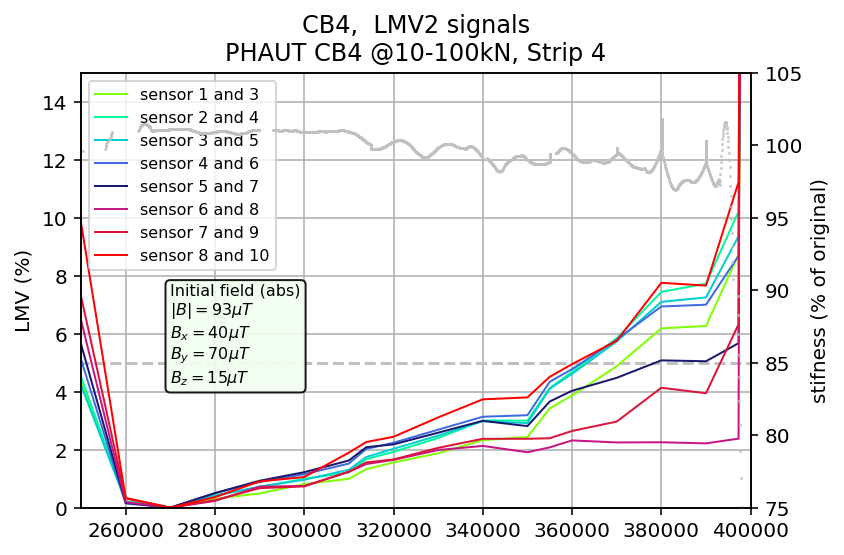 CB4,  LMV2 signals
PHAUT CB4 @10-100kN, Strip 4
sensor 1 and 3
sensor 2 and 4
sensor 3 and 5
sensor 4 and 6
sensor 5 and 7
sensor 6 and 8
sensor 7 and 9
sensor 8 and 10
Initial field (abs)
|B| = 93μT
Bₓ = 40μT
B_y = 70μT
B_z = 15μT
LMV (%)
14
12
10
8
6
4
2
0
stifness (% of original)
105
100
95
90
85
80
75
260000 280000 300000 320000 340000 360000 380000 400000